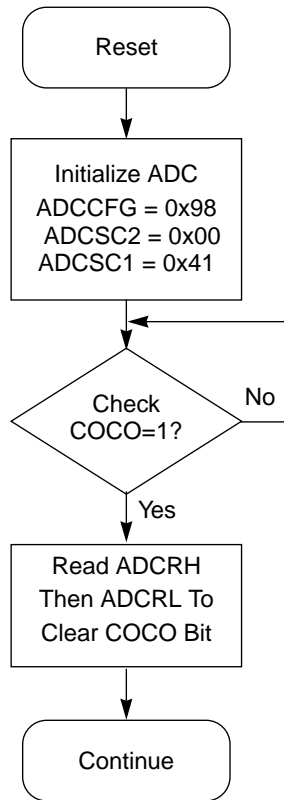 Reset
Initialize ADC
ADCCFG = 0x98
ADCSC2 = 0x00
ADCSC1 = 0x41
Check
COCO=1?
No
Yes
Read ADCRH
Then ADCRL To
Clear COCO Bit
Continue